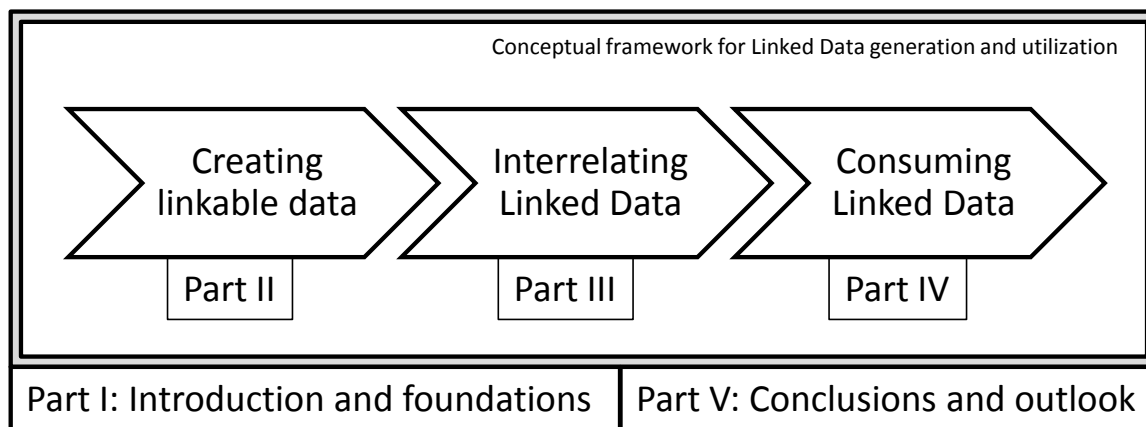 Conceptual framework for Linked Data generation and utilization
Creating
linkable data
Interrelating
Linked Data
Consuming
Linked Data
Part II
Part III
Part IV
Part I: Introduction and foundations
Part V: Conclusions and outlook